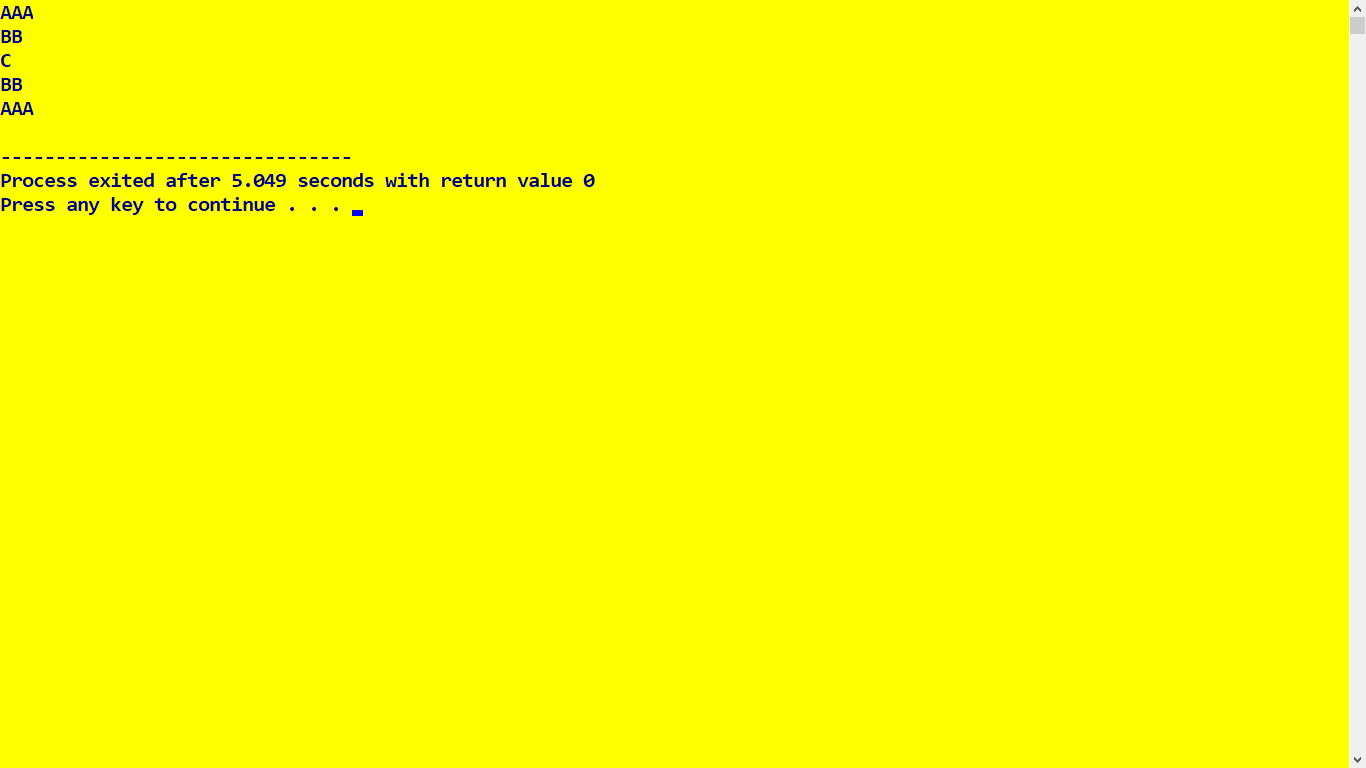 AAA
BB
C
BB
AAA
--------------------------------
Process exited after 5.049 seconds with return value 0
Press any key to continue . . .